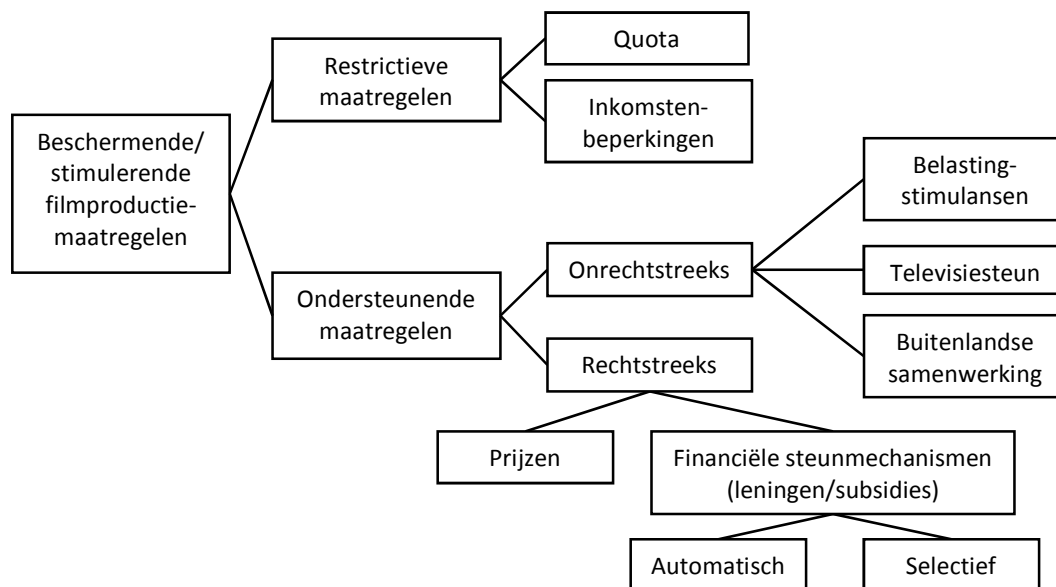 Beschermende/
stimulerende
filmproductie-
maatregelen
Restrictieve
maatregelen
Quota
Inkomsten-
beperkingen
Ondersteunende
maatregelen
Onrechtstreeks
Belasting-
stimulansen
Televisiesteun
Buitenlandse
samenwerking
Rechtstreeks
Prijzen
Financiële steunmechanismen
(leningen/subsidies)
Automatisch
Selectief